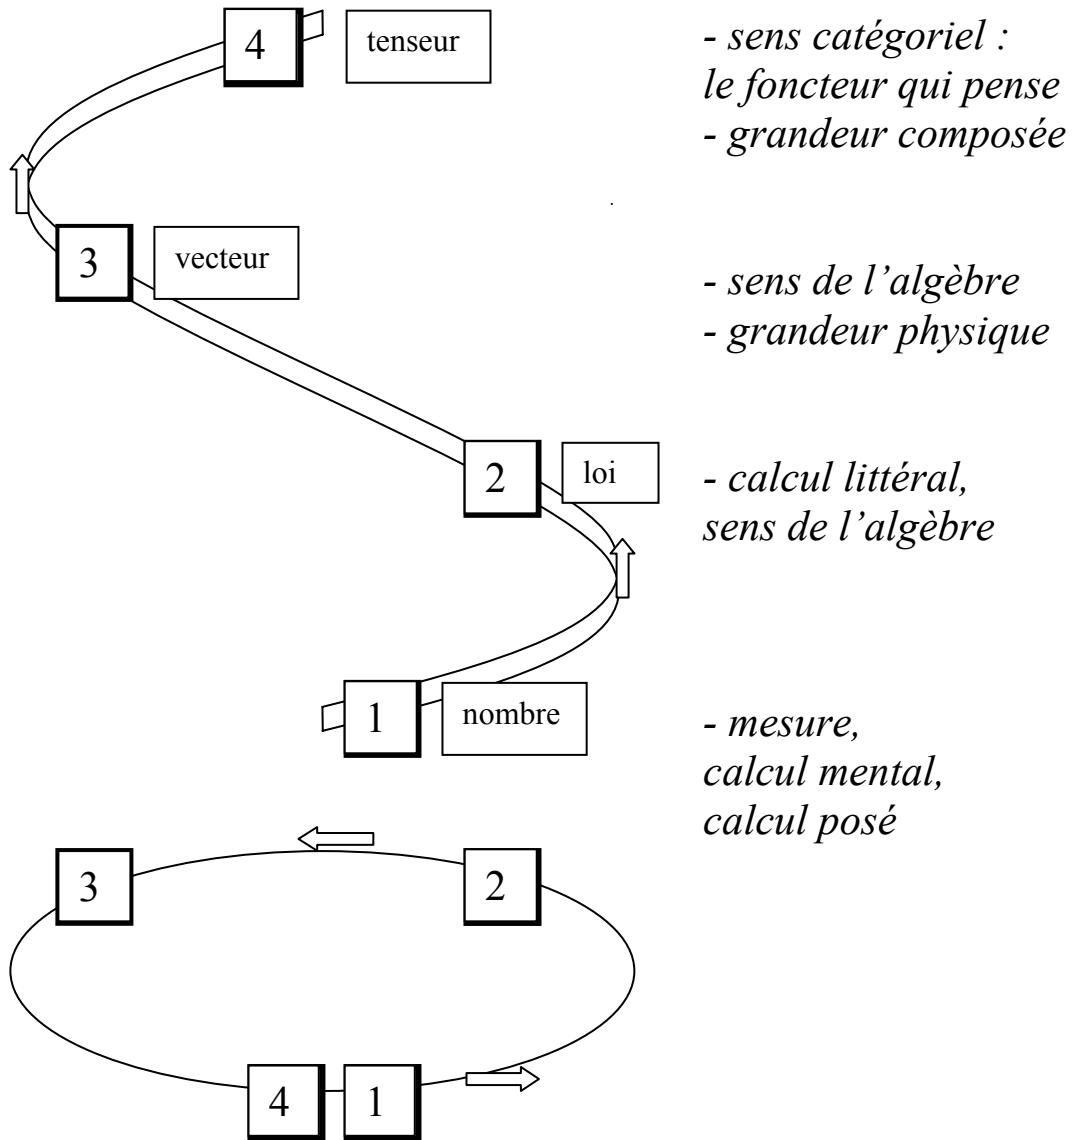 4 tenseur
- sens catégoriel :
le foncteur qui pense
- grandeur composée
3 vecteur
- sens de l’algèbre
- grandeur physique
2 loi
- calcul littéral,
sens de l’algèbre
1 nombre
- mesure,
calcul mental,
calcul posé
3 2
4 1